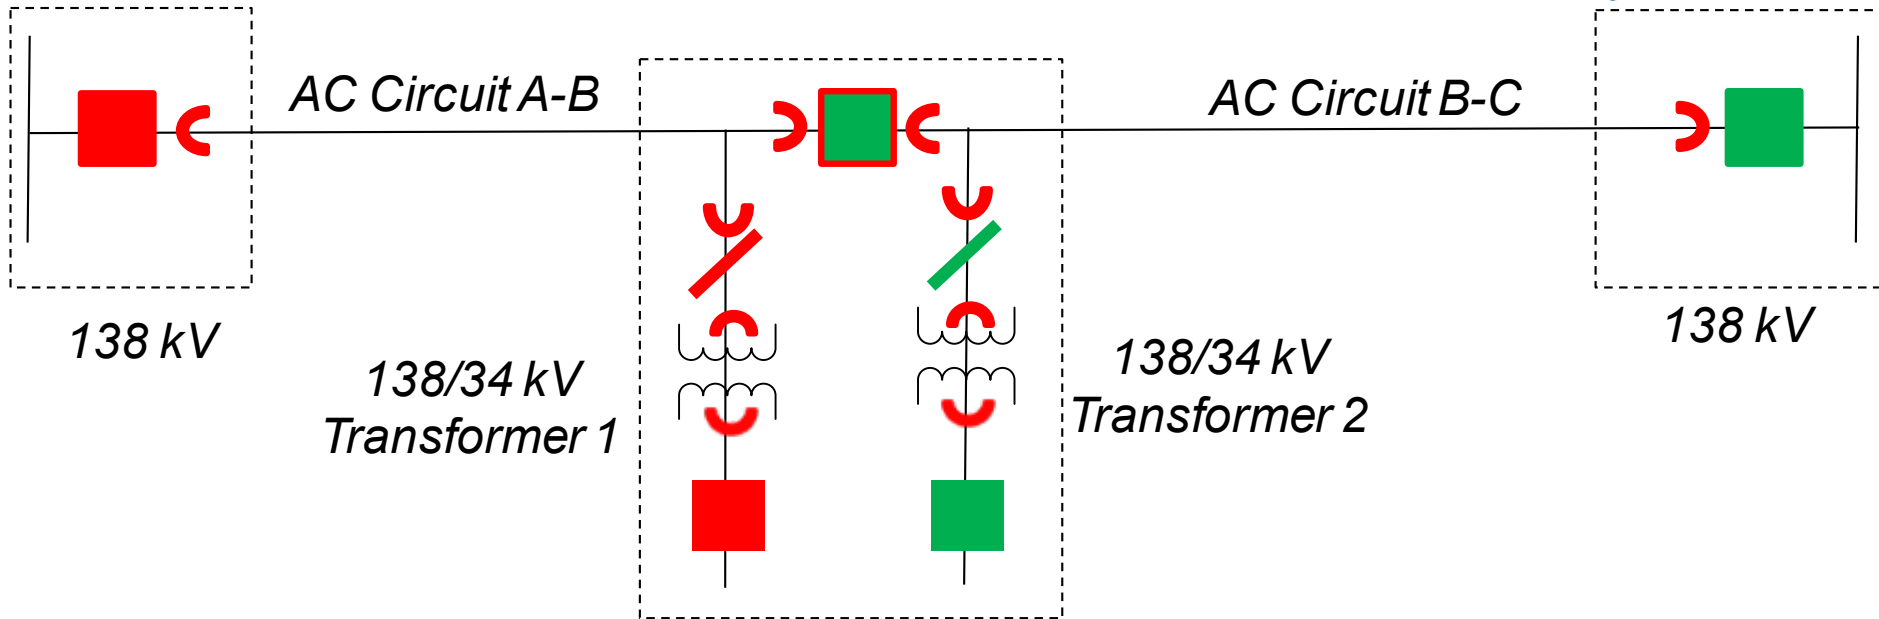 AC Circuit A-B
AC Circuit B-C
138 kV
138/34 kV
Transformer 1
138/34 kV
Transformer 2
138 kV